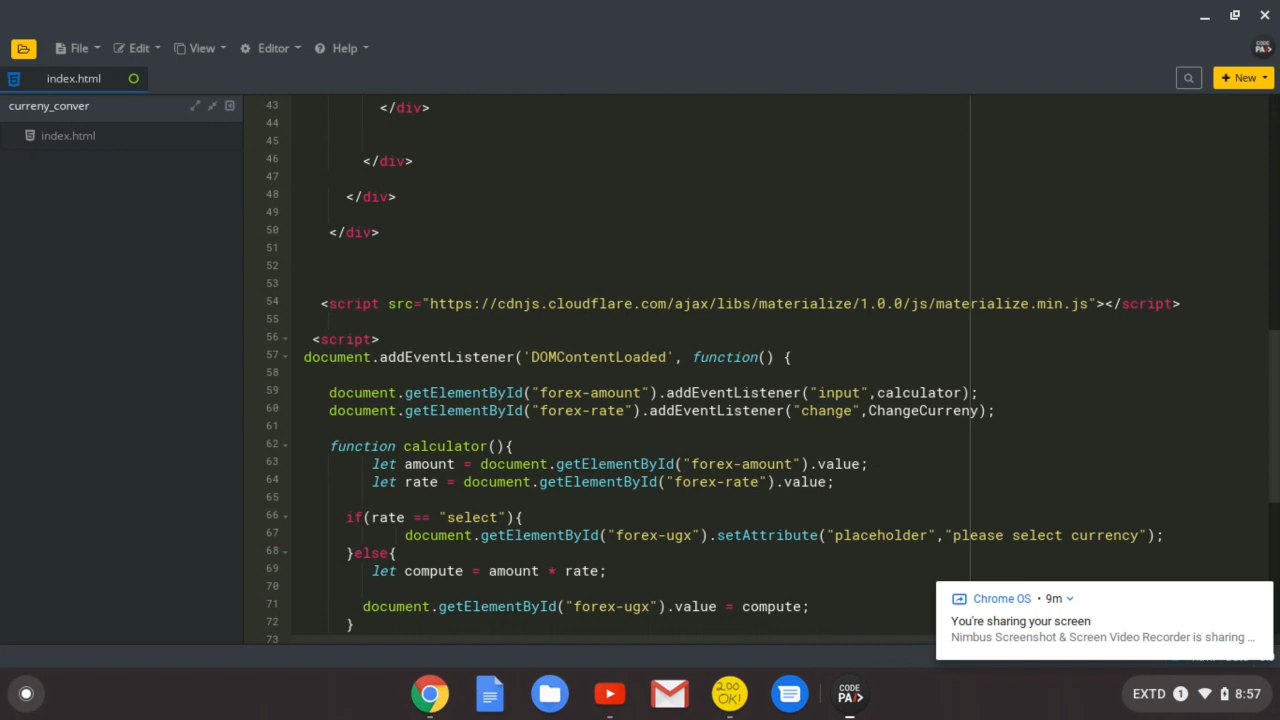 File
Edit
View
Editor
Help
CODE
PA/>
index.html
New
curreny_conver
index.html
43 </div>
44
45
46 </div>
47
48 </div>
49
50 </div>
51
52
53
54 <script src="https://cdnjs.cloudflare.com/ajax/libs/materialize/1.0.0/js/materialize.min.js"></script>
55
56 <script>
57 document.addEventListener('DOMContentLoaded', function() {
58
59 document.getElementById("forex-amount").addEventListener("input",calculator);
60 document.getElementById("forex-rate").addEventListener("change",ChangeCurreny);
61
62 function calculator(){
63 let amount = document.getElementById("forex-amount").value;
64 let rate = document.getElementById("forex-rate").value;
65
66 if(rate == "select"){
67 document.getElementById("forex-ugx").setAttribute("placeholder","please select currency");
68 }else{
69 let compute = amount * rate;
70
71 document.getElementById("forex-ugx").value = compute;
72 }
73
Chrome OS • 9m
You're sharing your screen
Nimbus Screenshot & Screen Video Recorder is sharing ...
200
OK!
CODE
PA/>
EXTD 1 8:57